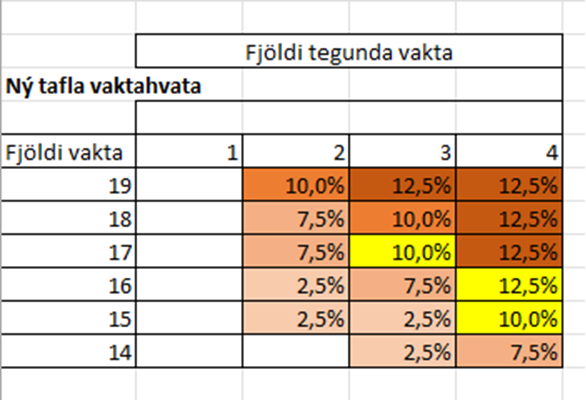 Fjöldi tegunda vakta
Ný tafla vaktahvata
Fjöldi vakta 1 2 3 4
19 10,0% 12,5% 12,5%
18 7,5% 10,0% 12,5%
17 7,5% 10,0% 12,5%
16 2,5% 7,5% 12,5%
15 2,5% 2,5% 10,0%
14 2,5% 7,5%